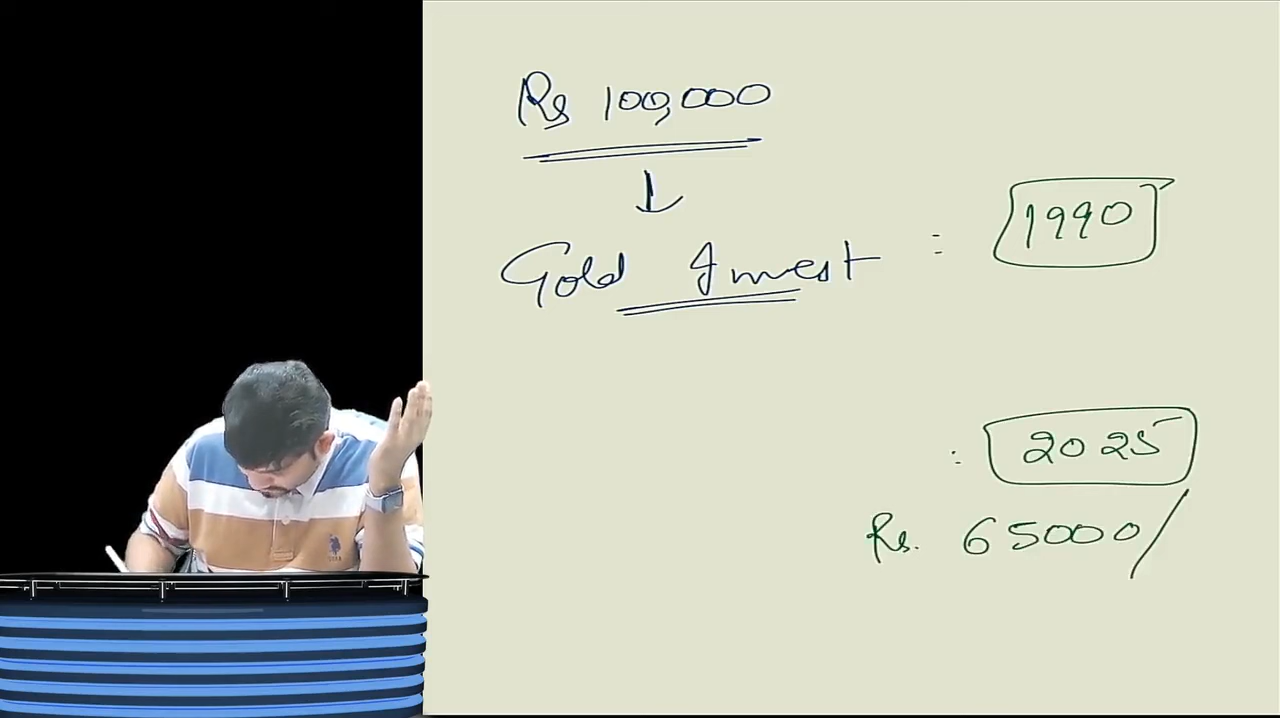 Rs 100,000
↓
Gold Invest : 1990
: 2025
Rs. 65000/